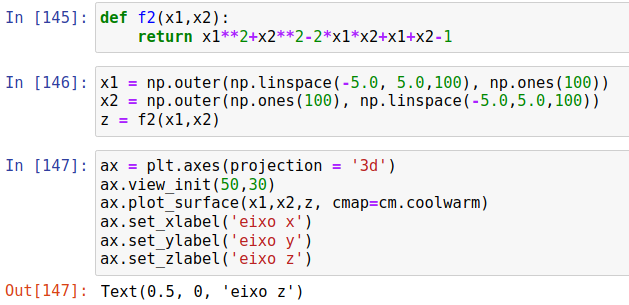 In [145]: def f2(x1,x2):
    return x1**2+x2**2-2*x1*x2+x1+x2-1
In [146]: x1 = np.outer(np.linspace(-5.0, 5.0,100), np.ones(100))
x2 = np.outer(np.ones(100), np.linspace(-5.0,5.0,100))
z = f2(x1,x2)
In [147]: ax = plt.axes(projection = '3d')
ax.view_init(50,30)
ax.plot_surface(x1,x2,z, cmap=cm.coolwarm)
ax.set_xlabel('eixo x')
ax.set_ylabel('eixo y')
ax.set_zlabel('eixo z')
Out[147]: Text(0.5, 0, 'eixo z')